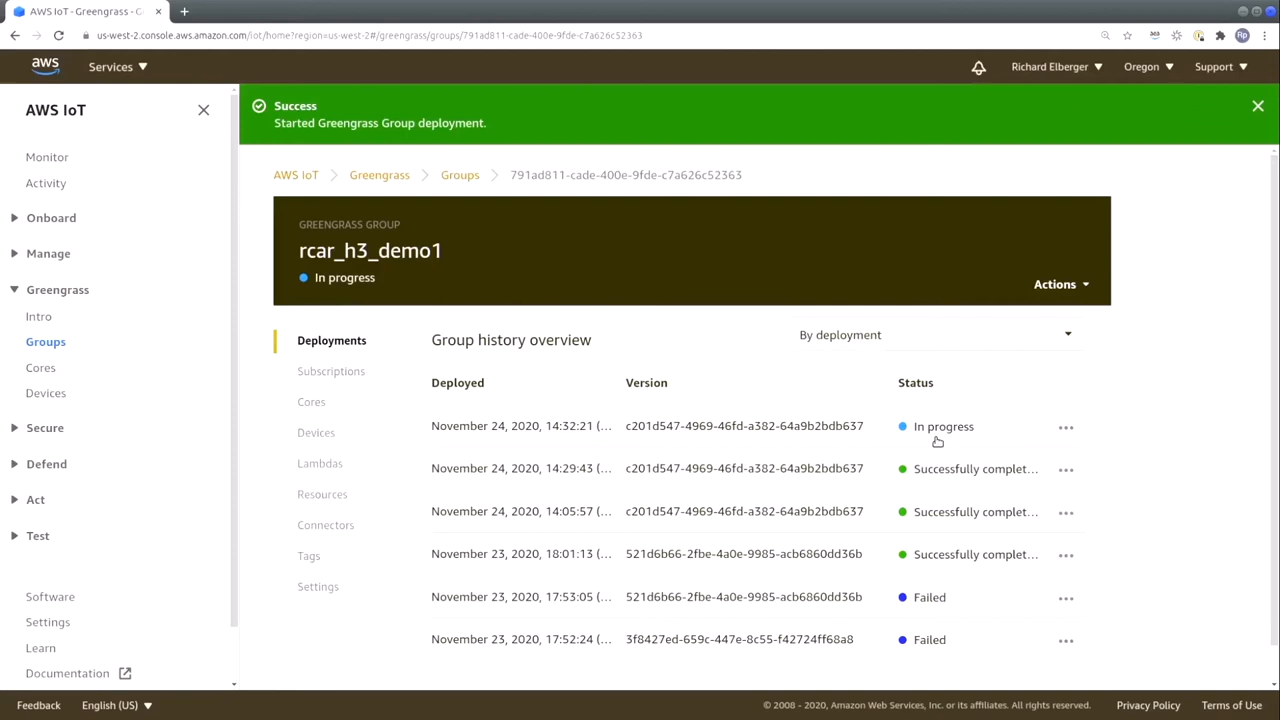 AWS IoT - Greengrass - G
us-west-2.console.aws.amazon.com/iot/home?region=us-west-2#/greengrass/groups/791ad811-cade-400e-9fde-c7a626c52363
Rp
aws
Services
Richard Elberger
Oregon
Support
AWS IoT
Monitor
Activity
Onboard
Manage
Greengrass
Intro
Groups
Cores
Devices
Secure
Defend
Act
Test
Software
Settings
Learn
Documentation
Success
Started Greengrass Group deployment.
AWS IoT
Greengrass
Groups
791ad811-cade-400e-9fde-c7a626c52363
GREENGRASS GROUP
rcar_h3_demo1
In progress
Actions
Deployments
Subscriptions
Cores
Devices
Lambdas
Resources
Connectors
Tags
Settings
Group history overview
By deployment
Deployed Version Status
November 24, 2020, 14:32:21 (... c201d547-4969-46fd-a382-64a9b2bdb637 In progress
November 24, 2020, 14:29:43 (... c201d547-4969-46fd-a382-64a9b2bdb637 Successfully complet...
November 24, 2020, 14:05:57 (... c201d547-4969-46fd-a382-64a9b2bdb637 Successfully complet...
November 23, 2020, 18:01:13 (... 521d6b66-2fbe-4a0e-9985-acb6860dd36b Successfully complet...
November 23, 2020, 17:53:05 (... 521d6b66-2fbe-4a0e-9985-acb6860dd36b Failed
November 23, 2020, 17:52:24 (... 3f8427ed-659c-447e-8c55-f42724ff68a8 Failed
Feedback
English (US)
© 2008 - 2020, Amazon Web Services, Inc. or its affiliates. All rights reserved.
Privacy Policy
Terms of Use